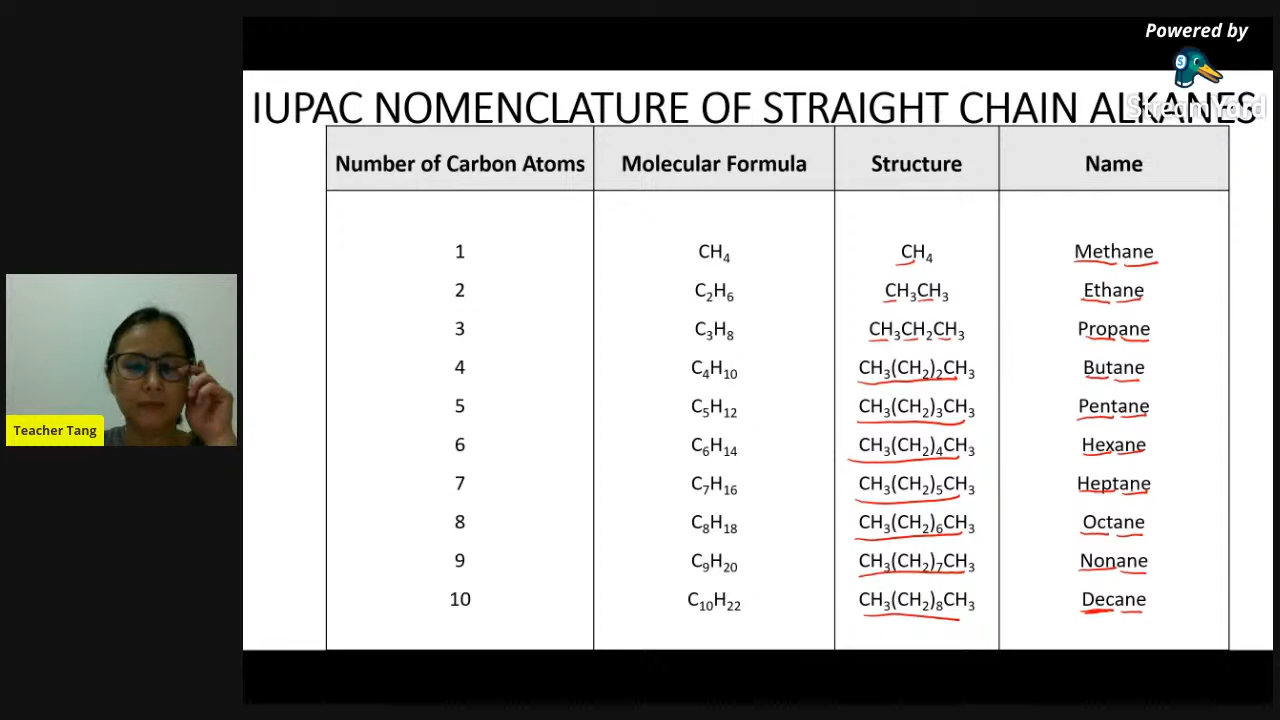 Powered by
StreamYard
IUPAC NOMENCLATURE OF STRAIGHT CHAIN ALKANES
Number of Carbon Atoms Molecular Formula Structure Name
1 CH₄ CH₄ Methane
2 C₂H₆ CH₃CH₃ Ethane
3 C₃H₈ CH₃CH₂CH₃ Propane
4 C₄H₁₀ CH₃(CH₂)₂CH₃ Butane
5 C₅H₁₂ CH₃(CH₂)₃CH₃ Pentane
6 C₆H₁₄ CH₃(CH₂)₄CH₃ Hexane
7 C₇H₁₆ CH₃(CH₂)₅CH₃ Heptane
8 C₈H₁₈ CH₃(CH₂)₆CH₃ Octane
9 C₉H₂₀ CH₃(CH₂)₇CH₃ Nonane
10 C₁₀H₂₂ CH₃(CH₂)₈CH₃ Decane
Teacher Tang